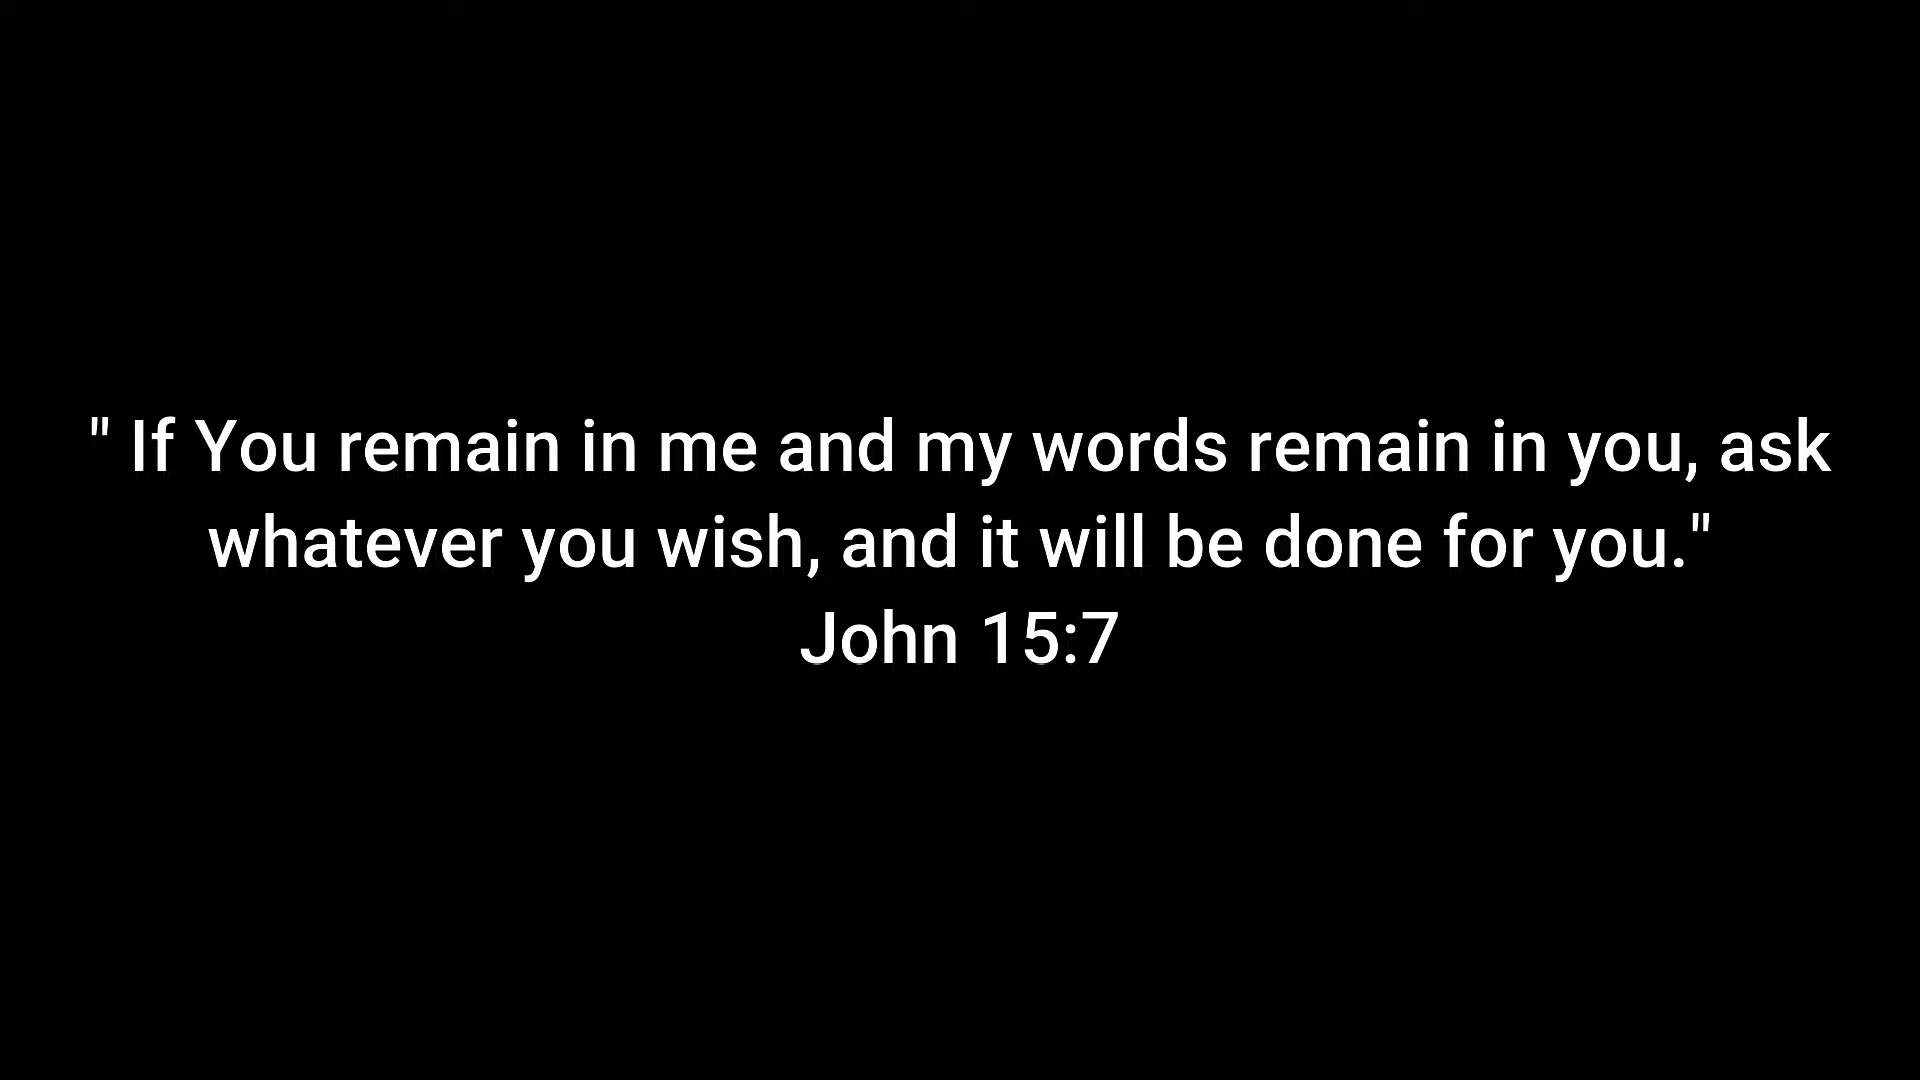 " If You remain in me and my words remain in you, ask
whatever you wish, and it will be done for you."
John 15:7